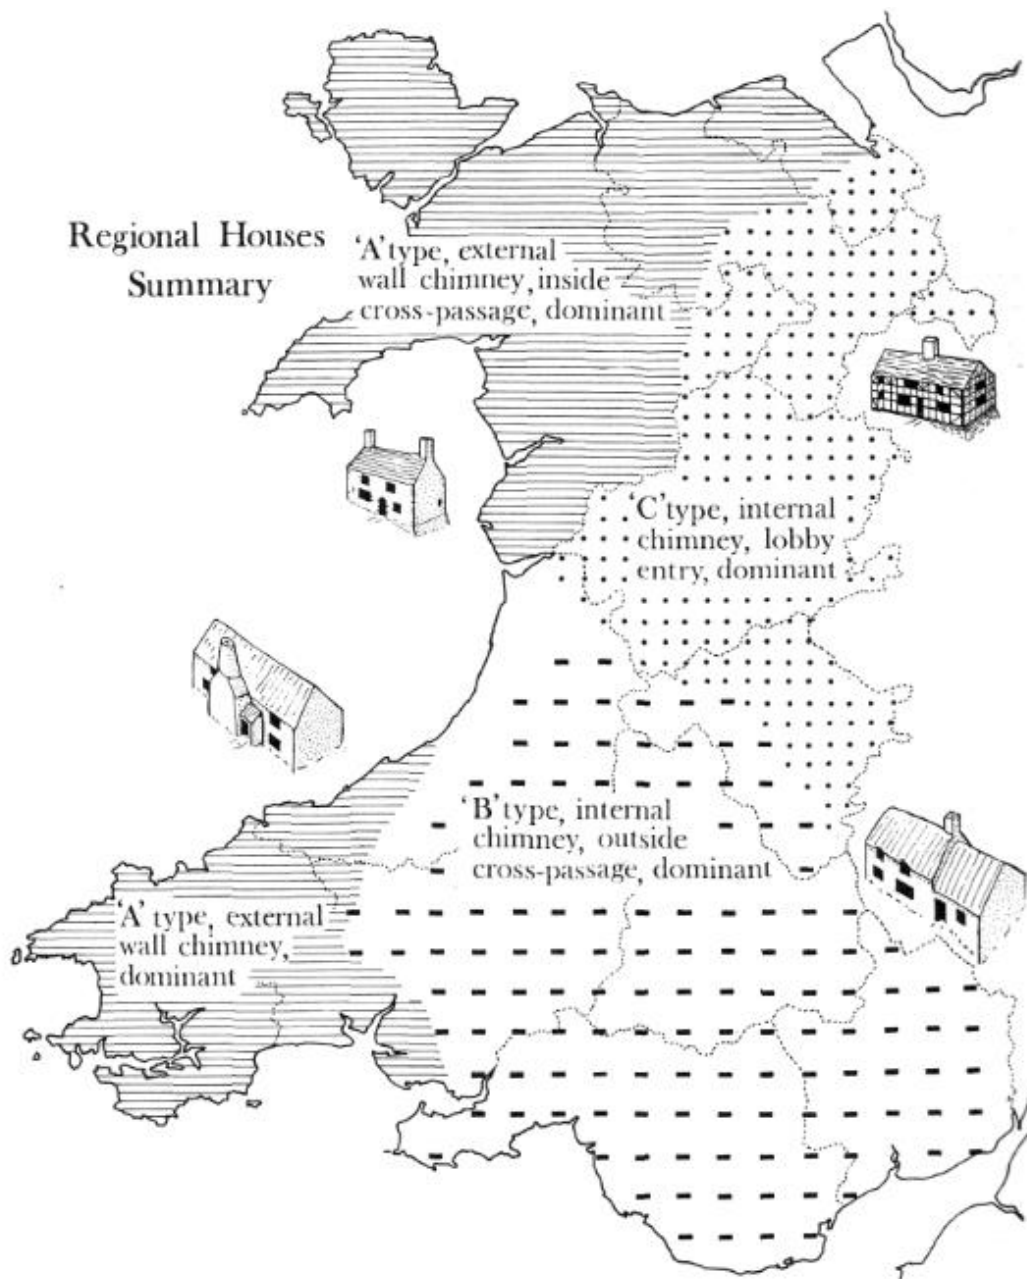 Regional Houses
Summary
'A' type, external
wall chimney, inside
cross-passage, dominant
'C' type, internal
chimney, lobby
entry, dominant
'B' type, internal
chimney, outside
cross-passage, dominant
'A' type, external
wall chimney,
dominant